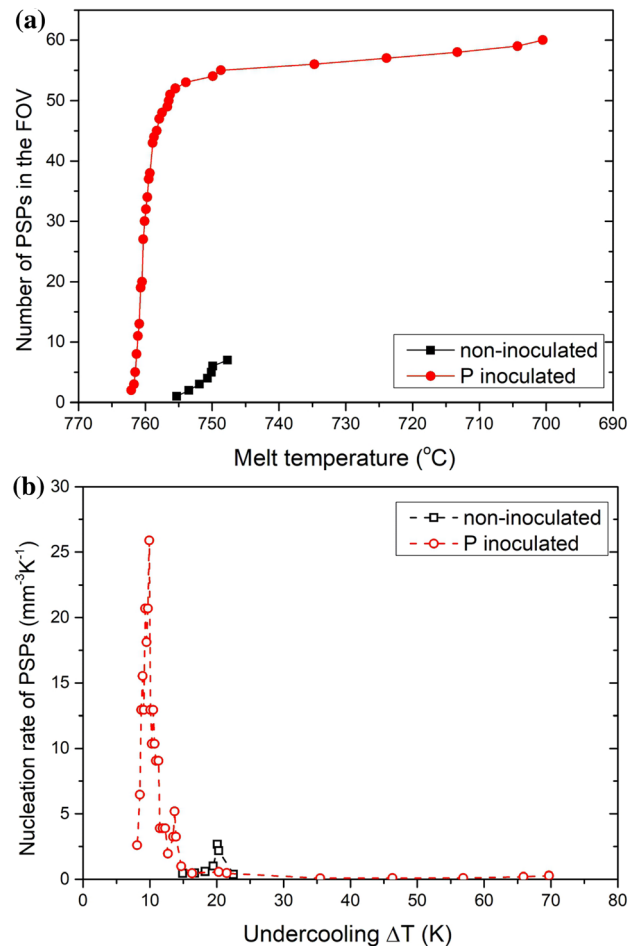 (a)
60
50
40
30
20
10
0
Number of PSPs in the FOV
non-inoculated
P inoculated
770 760 750 740 730 720 710 700 690
Melt temperature (°C)
(b)
30
25
20
15
10
5
0
Nucleation rate of PSPs (mm⁻³K⁻¹)
non-inoculated
P inoculated
0 10 20 30 40 50 60 70 80
Undercooling ΔT (K)